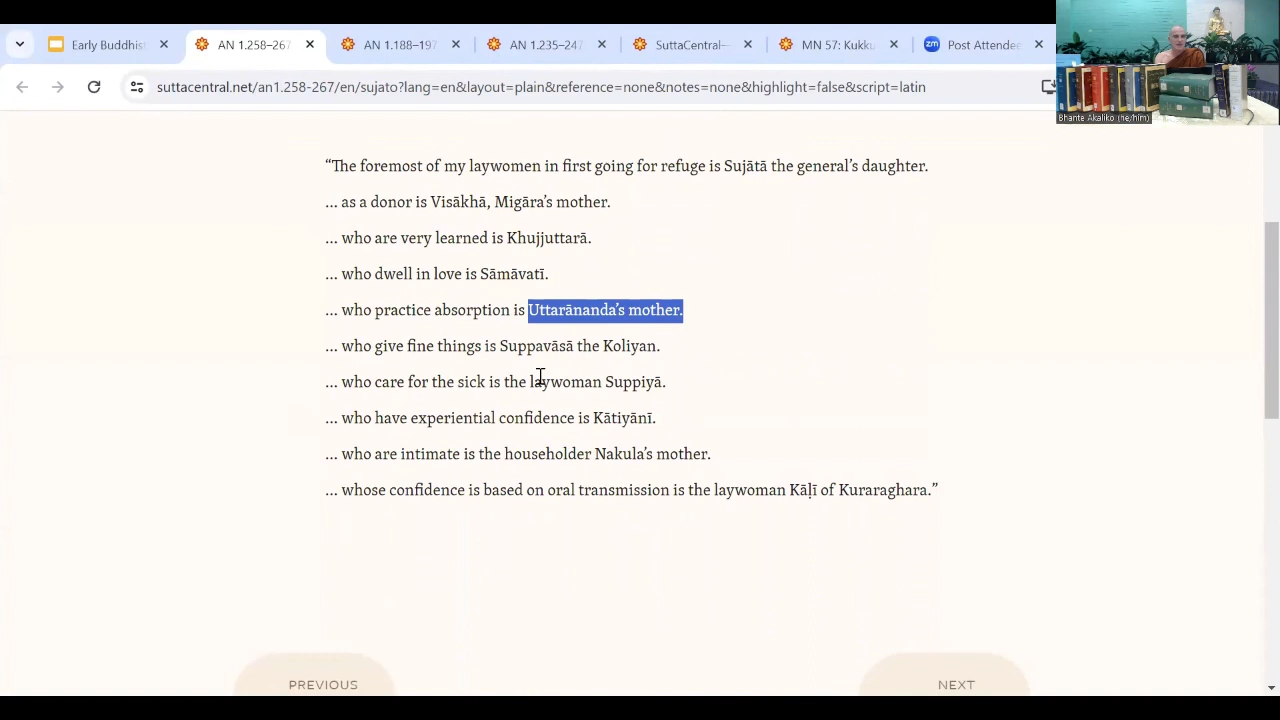 Early Buddhist
AN 1.258–267
AN 1.188–197
AN 1.235–247
SuttaCentral
MN 57: Kukku
zm
Post Attendee
suttacentral.net/an1.258-267/en/sujato?lang=en&layout=plain&reference=none&notes=none&highlight=false&script=latin
Bhante Akaliko (he/him)
“The foremost of my laywomen in first going for refuge is Sujātā the general’s daughter.
… as a donor is Visākhā, Migāra’s mother.
… who are very learned is Khujjuttarā.
… who dwell in love is Sāmāvatī.
… who practice absorption is Uttarānanda’s mother.
… who give fine things is Suppavāsā the Koliyan.
… who care for the sick is the laywoman Suppiyā.
… who have experiential confidence is Kātiyānī.
… who are intimate is the householder Nakula’s mother.
… whose confidence is based on oral transmission is the laywoman Kāḷī of Kuraraghara.”
PREVIOUS
NEXT